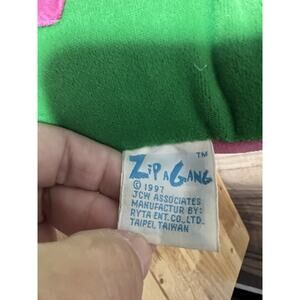 ZIP A GANG™
© 1997
JCW ASSOCIATES
MANUFACTUR BY:
RYTA ENT. CO., LTD.
TAIPEI, TAIWAN